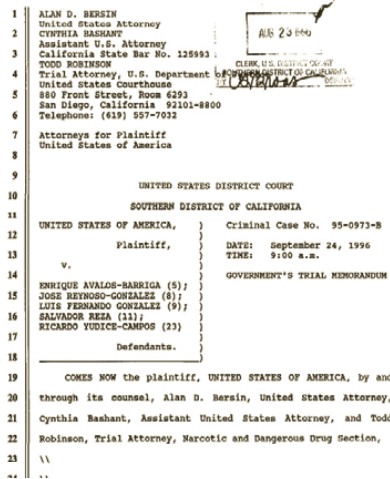 1 ALAN D. BERSIN
United States Attorney
2 CYNTHIA BASHANT
Assistant U.S. Attorney
3 California State Bar No. 125993
TODD ROBINSON
4 Trial Attorney, U.S. Department of
United States Courthouse
5 880 Front Street, Room 6293
San Diego, California 92101-8800
6 Telephone: (619) 557-7032
AUG 23
CLERK, U.S. DISTRICT COURT
SOUTHERN DISTRICT OF CALIFORNIA
BY DEPUTY
7 Attorneys for Plaintiff
United States of America
8
9
UNITED STATES DISTRICT COURT
10
SOUTHERN DISTRICT OF CALIFORNIA
11
UNITED STATES OF AMERICA, ) Criminal Case No. 95-0973-B
12 )
Plaintiff, ) DATE: September 24, 1996
13 ) TIME: 9:00 a.m.
v. )
14 ) GOVERNMENT'S TRIAL MEMORANDUM
ENRIQUE AVALOS-BARRIGA (5); )
15 JOSE REYNOSO-GONZALEZ (8); )
LUIS FERNANDO GONZALEZ (9); )
16 SALVADOR REZA (11); )
RICARDO YUDICE-CAMPOS (23) )
17 )
Defendants. )
18 )
19 COMES NOW the plaintiff, UNITED STATES OF AMERICA, by and
20 through its counsel, Alan D. Bersin, United States Attorney,
21 Cynthia Bashant, Assistant United States Attorney, and Todd
22 Robinson, Trial Attorney, Narcotic and Dangerous Drug Section,
23 \\
24 \\